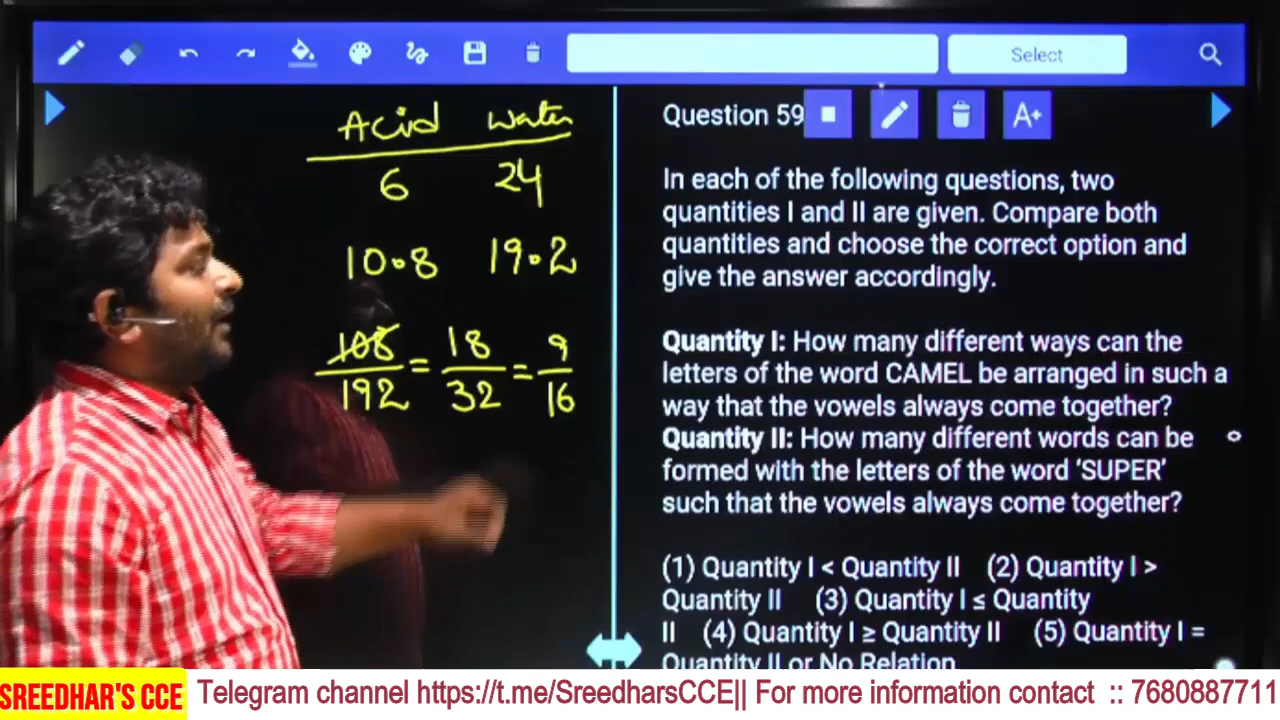 Select
Acid Water
6 24
10.8 19.2
108/192 = 18/32 = 9/16
Question 59
A+
In each of the following questions, two
quantities I and II are given. Compare both
quantities and choose the correct option and
give the answer accordingly.
Quantity I: How many different ways can the
letters of the word CAMEL be arranged in such a
way that the vowels always come together?
Quantity II: How many different words can be
formed with the letters of the word ‘SUPER’
such that the vowels always come together?
(1) Quantity I < Quantity II (2) Quantity I >
Quantity II (3) Quantity I ≤ Quantity
II (4) Quantity I ≥ Quantity II (5) Quantity I =
Quantity II or No Relation
SREEDHAR'S CCE
Telegram channel https://t.me/SreedharsCCE|| For more information contact :: 7680887711